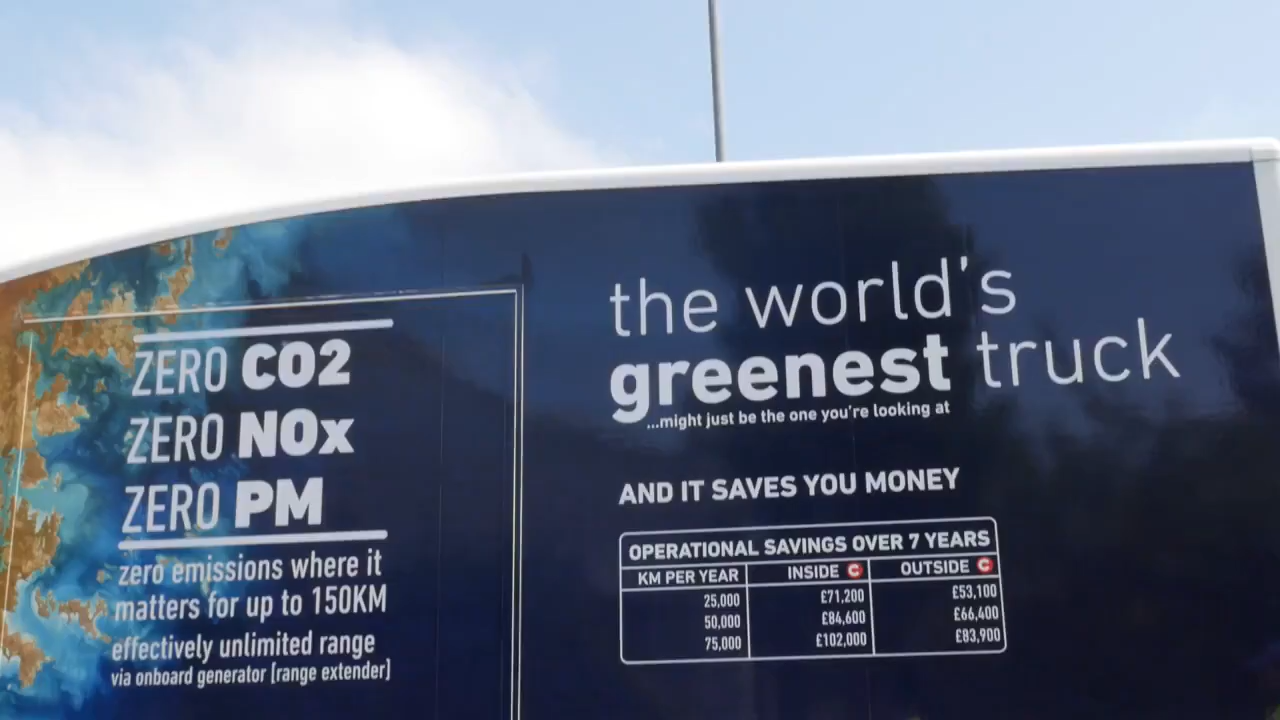 ZERO CO2
ZERO NOx
ZERO PM
zero emissions where it
matters for up to 150KM
effectively unlimited range
via onboard generator [range extender]
the world's
greenest truck
...might just be the one you're looking at
AND IT SAVES YOU MONEY
OPERATIONAL SAVINGS OVER 7 YEARS
KM PER YEAR INSIDE C OUTSIDE C
25,000 £71,200 £53,100
50,000 £84,600 £66,400
75,000 £102,000 £83,900